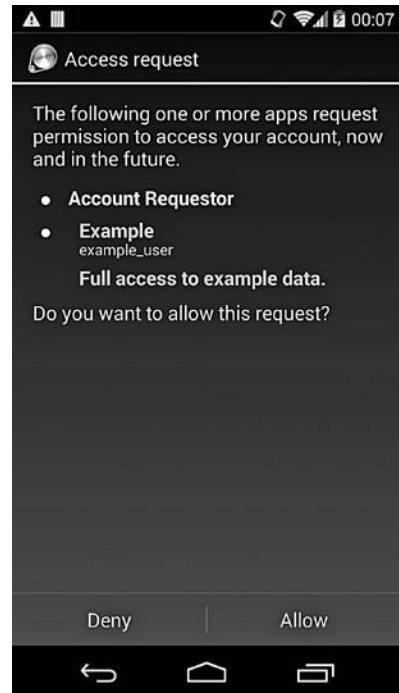 00:07
Access request
The following one or more apps request
permission to access your account, now
and in the future.
Account Requestor
Example
example_user
Full access to example data.
Do you want to allow this request?
Deny
Allow